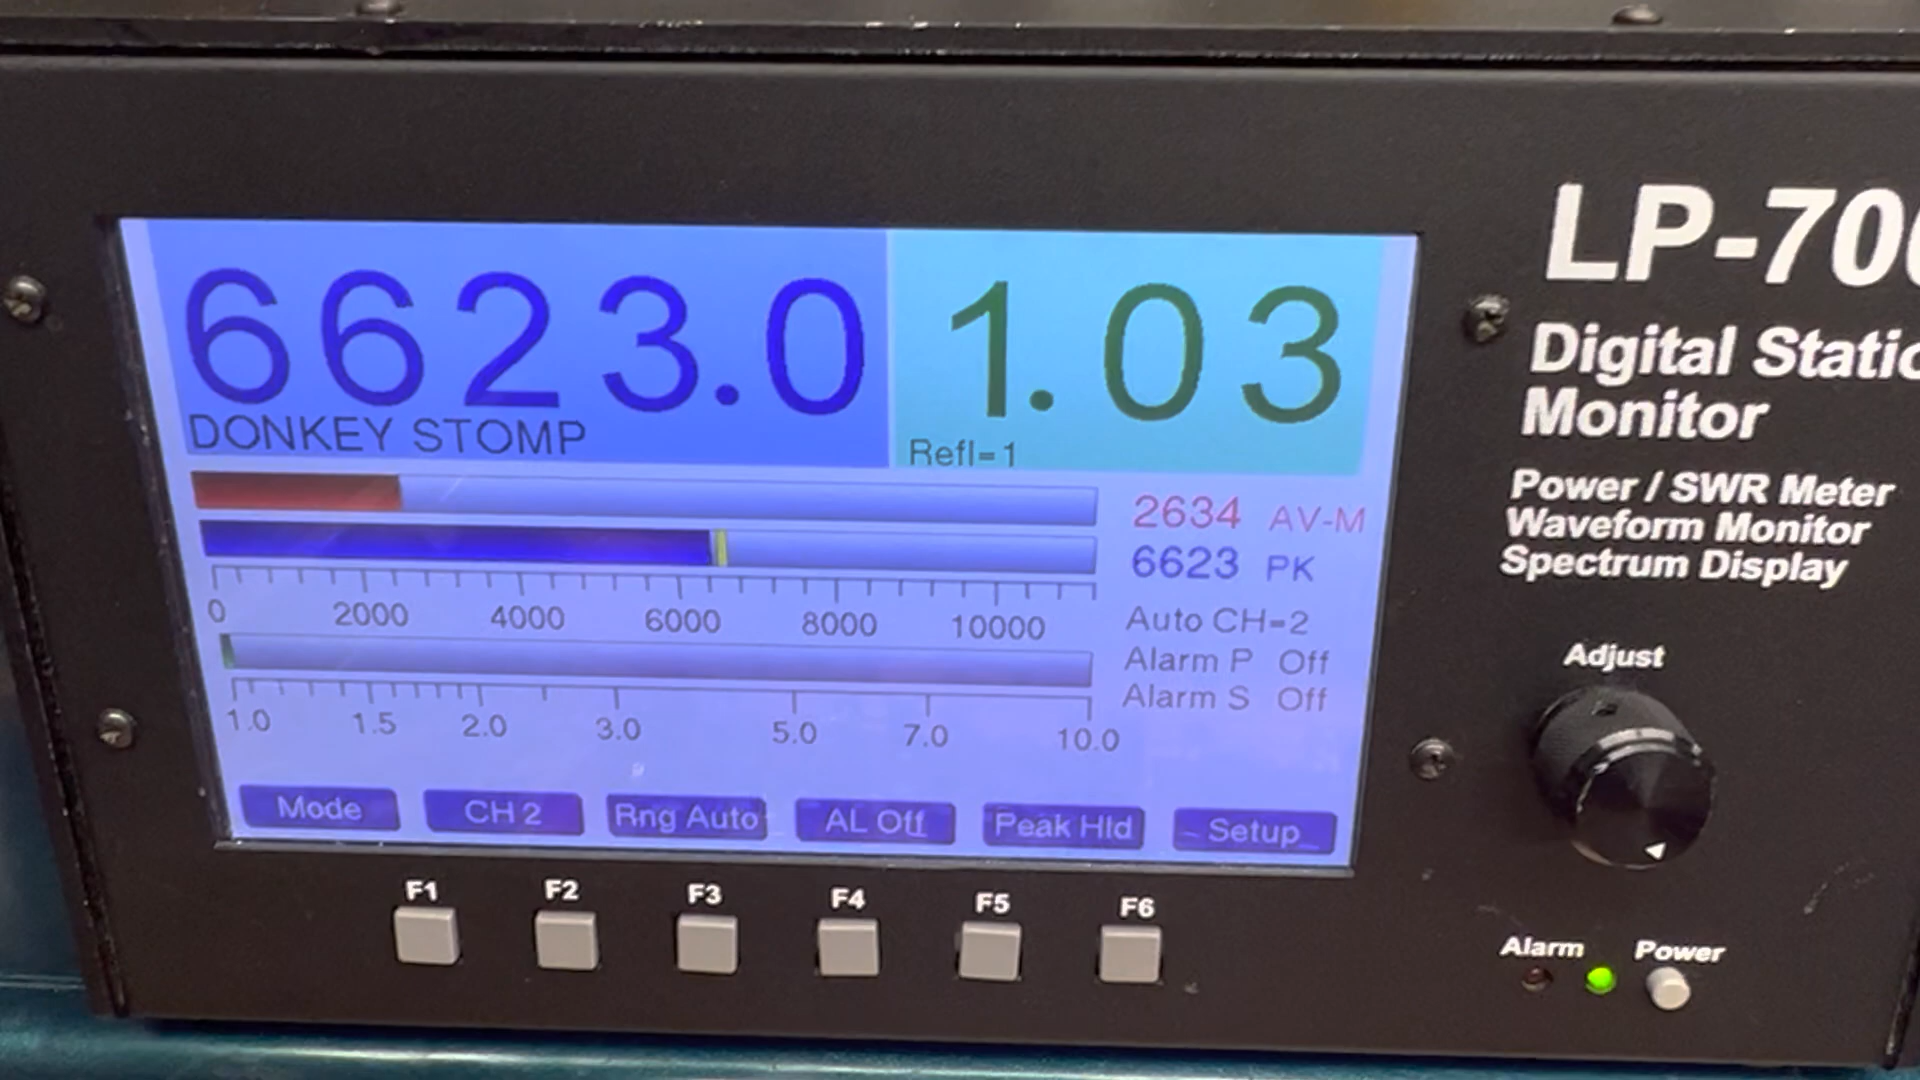 6623.0
DONKEY STOMP
1.03
Refl=1
2634 AV-M
6623 PK
0 2000 4000 6000 8000 10000
Auto CH=2
Alarm P Off
Alarm S Off
1.0 1.5 2.0 3.0 5.0 7.0 10.0
Mode CH 2 Rng Auto AL Off Peak Hld Setup
F1 F2 F3 F4 F5 F6
LP-70
Digital Static
Monitor
Power / SWR Meter
Waveform Monitor
Spectrum Display
Adjust
Alarm Power